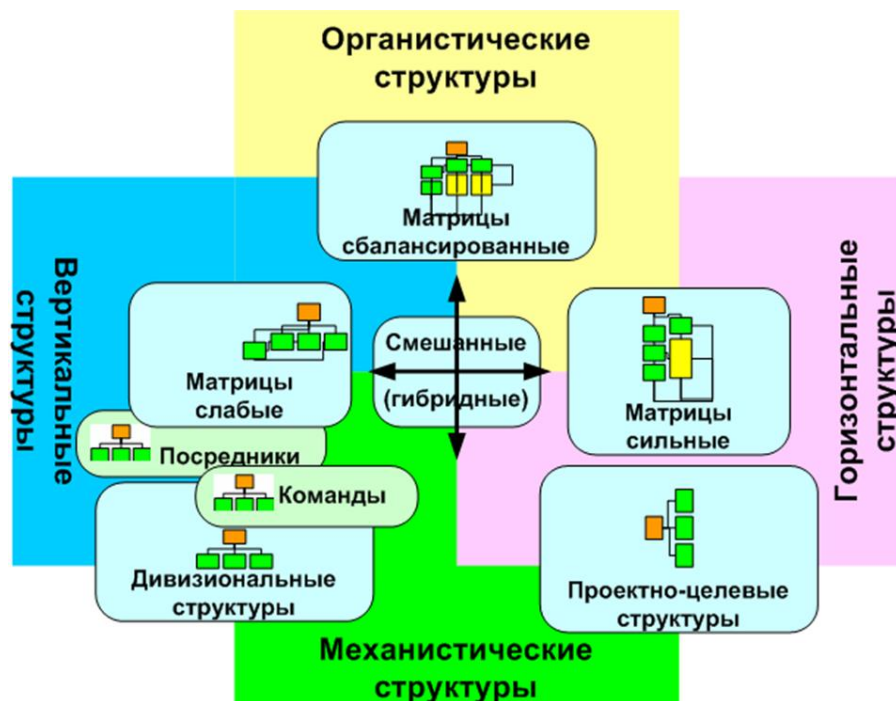 Органистические
структуры
Матрицы
сбалансированные
Вертикальные
структуры
Горизонтальные
структуры
Смешанные
(гибридные)
Матрицы
слабые
Матрицы
сильные
Посредники
Команды
Дивизиональные
структуры
Проектно-целевые
структуры
Механистические
структуры